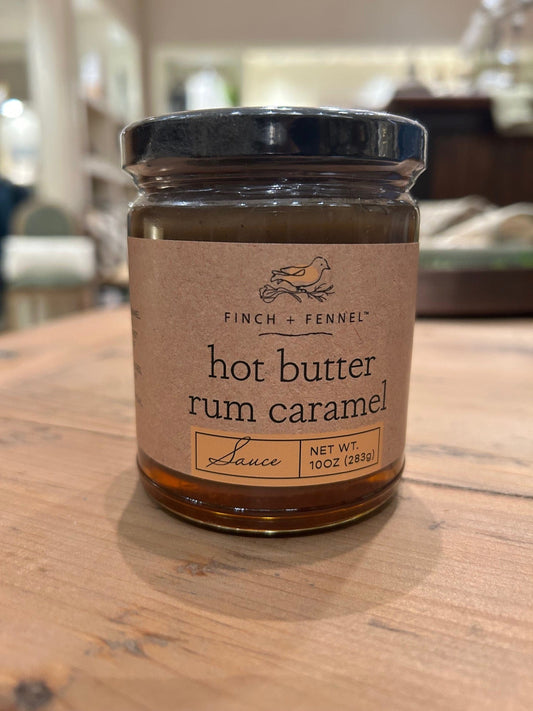 FINCH + FENNEL™
hot butter
rum caramel
Sauce
NET WT.
10OZ (283g)